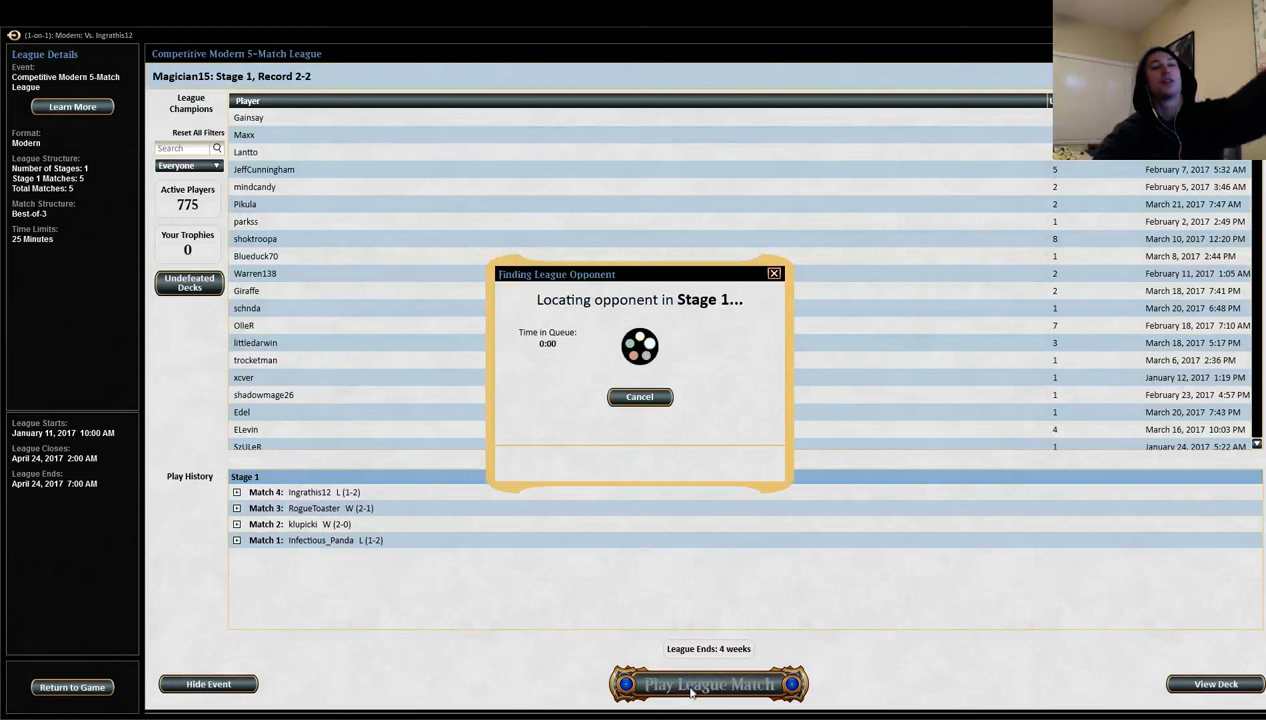 (1-on-1): Modern: Vs. Ingrathis12
League Details
Event:
Competitive Modern 5-Match
League
Learn More
Format:
Modern
League Structure:
Number of Stages: 1
Stage 1 Matches: 5
Total Matches: 5
Match Structure:
Best-of-3
Time Limits:
25 Minutes
League Starts:
January 11, 2017 10:00 AM
League Closes:
April 24, 2017 2:00 AM
League Ends:
April 24, 2017 7:00 AM
Return to Game
Competitive Modern 5-Match League
Magician15: Stage 1, Record 2-2
League
Champions
Reset All Filters
Search
Everyone
Active Players
775
Your Trophies
0
Undefeated
Decks
Player
Gainsay
Maxx
Lantto
JeffCunningham 5 February 7, 2017 5:32 AM
mindcandy 2 February 5, 2017 3:46 AM
Pikula 2 March 21, 2017 7:47 AM
parkss 1 February 2, 2017 2:49 PM
shoktroopa 8 March 10, 2017 12:20 PM
Blueduck70 1 March 8, 2017 2:44 PM
Warren138 2 February 11, 2017 1:05 AM
Giraffe 2 March 18, 2017 7:41 PM
schnda 1 March 20, 2017 6:48 PM
OlleR 7 February 18, 2017 7:10 AM
littledarwin 3 March 18, 2017 5:17 PM
trocketman 1 March 6, 2017 2:36 PM
xcver 1 January 12, 2017 1:19 PM
shadowmage26 1 February 23, 2017 4:57 PM
Edel 1 March 20, 2017 7:43 PM
ELevin 4 March 16, 2017 10:03 PM
SzULeR 1 January 24, 2017 5:22 AM
Finding League Opponent
Locating opponent in Stage 1...
Time in Queue:
0:00
Cancel
Play History
Stage 1
Match 4: Ingrathis12 L (1-2)
Match 3: RogueToaster W (2-1)
Match 2: klupicki W (2-0)
Match 1: Infectious_Panda L (1-2)
League Ends: 4 weeks
Hide Event
Play League Match
View Deck